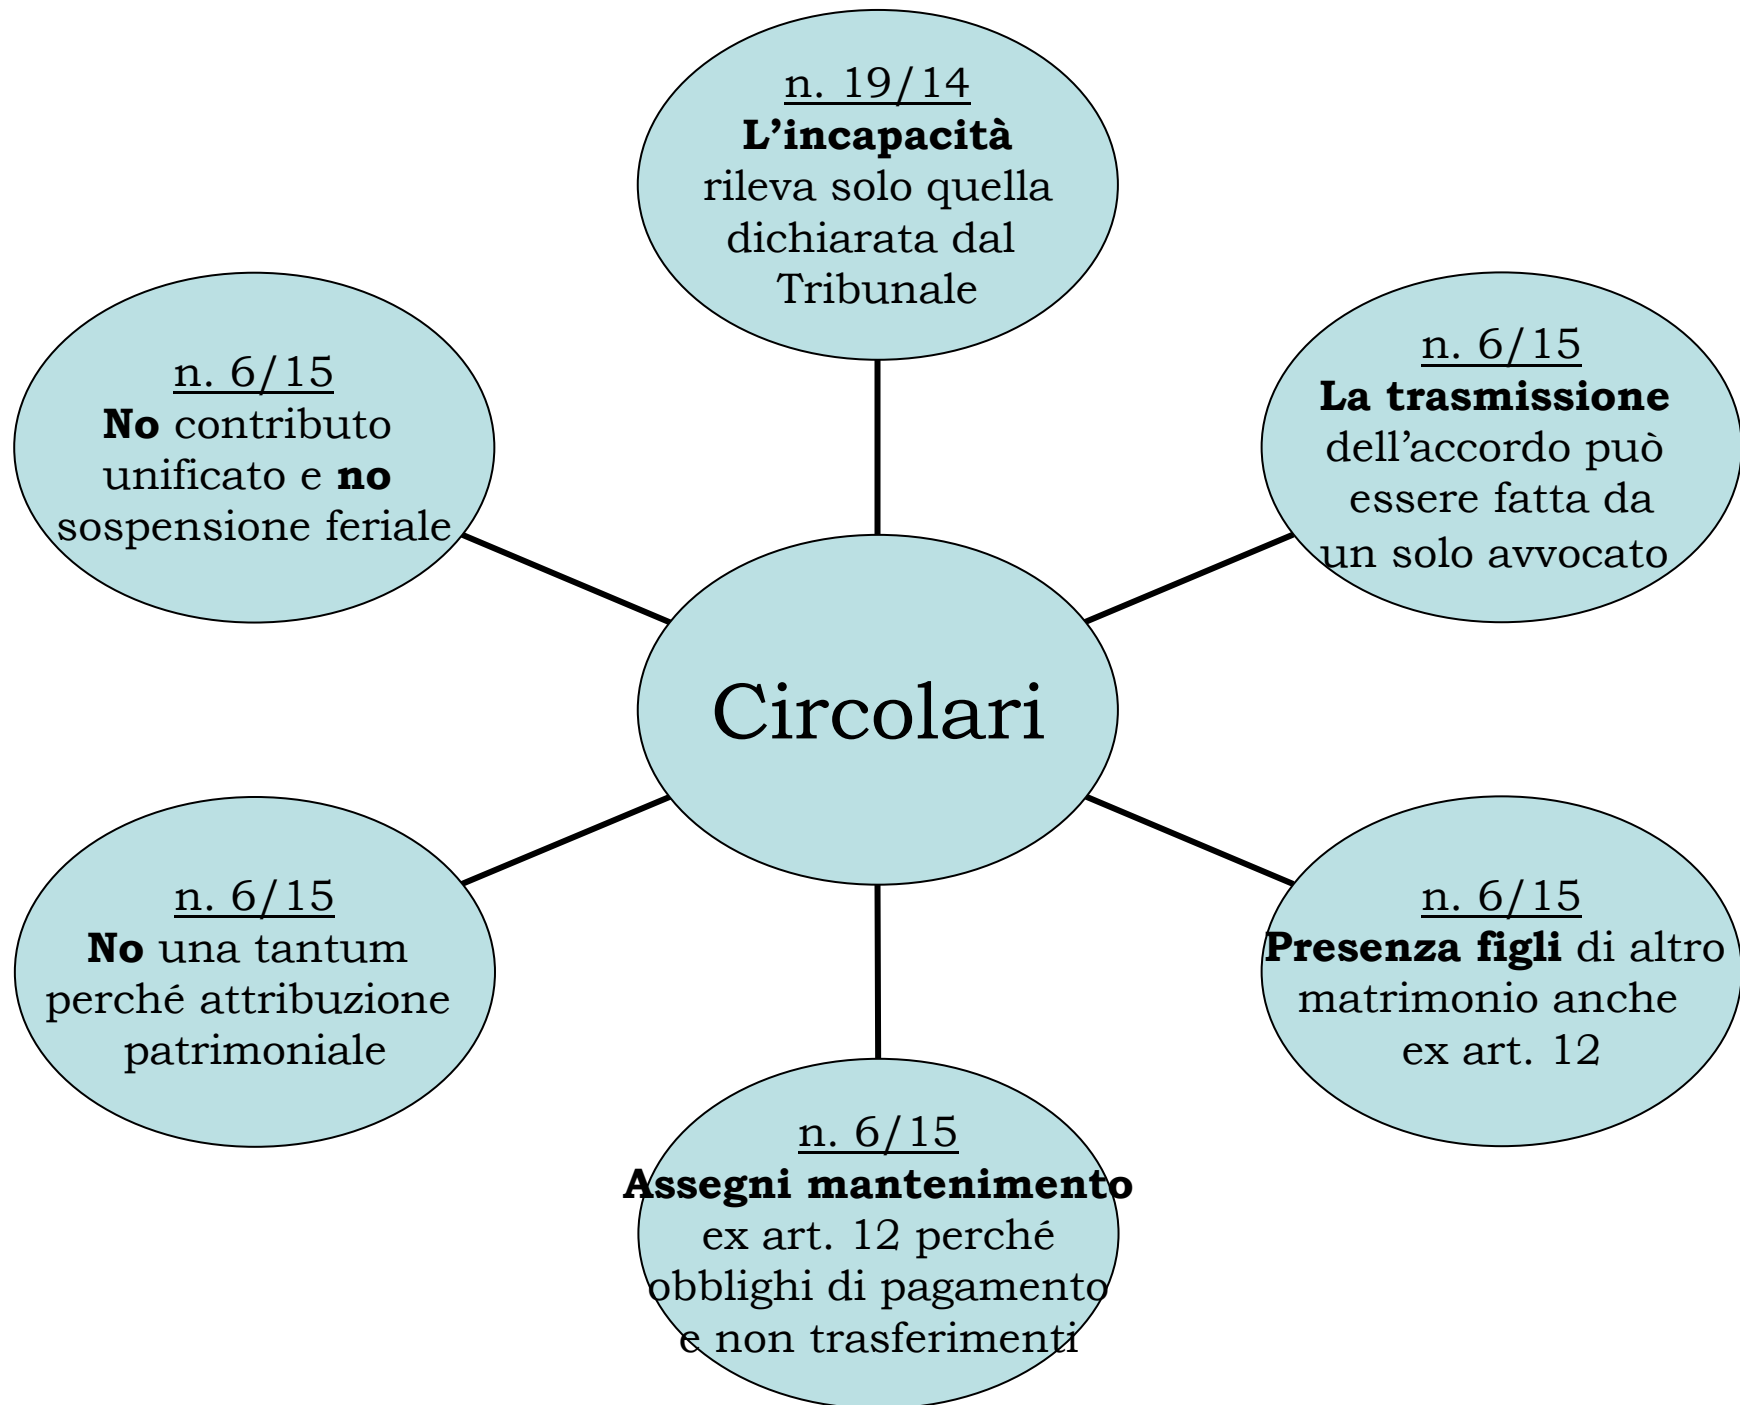 n. 19/14
L’incapacità
rileva solo quella
dichiarata dal
Tribunale
n. 6/15
La trasmissione
dell’accordo può
essere fatta da
un solo avvocato
n. 6/15
No contributo
unificato e no
sospensione feriale
Circolari
n. 6/15
No una tantum
perché attribuzione
patrimoniale
n. 6/15
Presenza figli di altro
matrimonio anche
ex art. 12
n. 6/15
Assegni mantenimento
ex art. 12 perché
obblighi di pagamento
e non trasferimenti